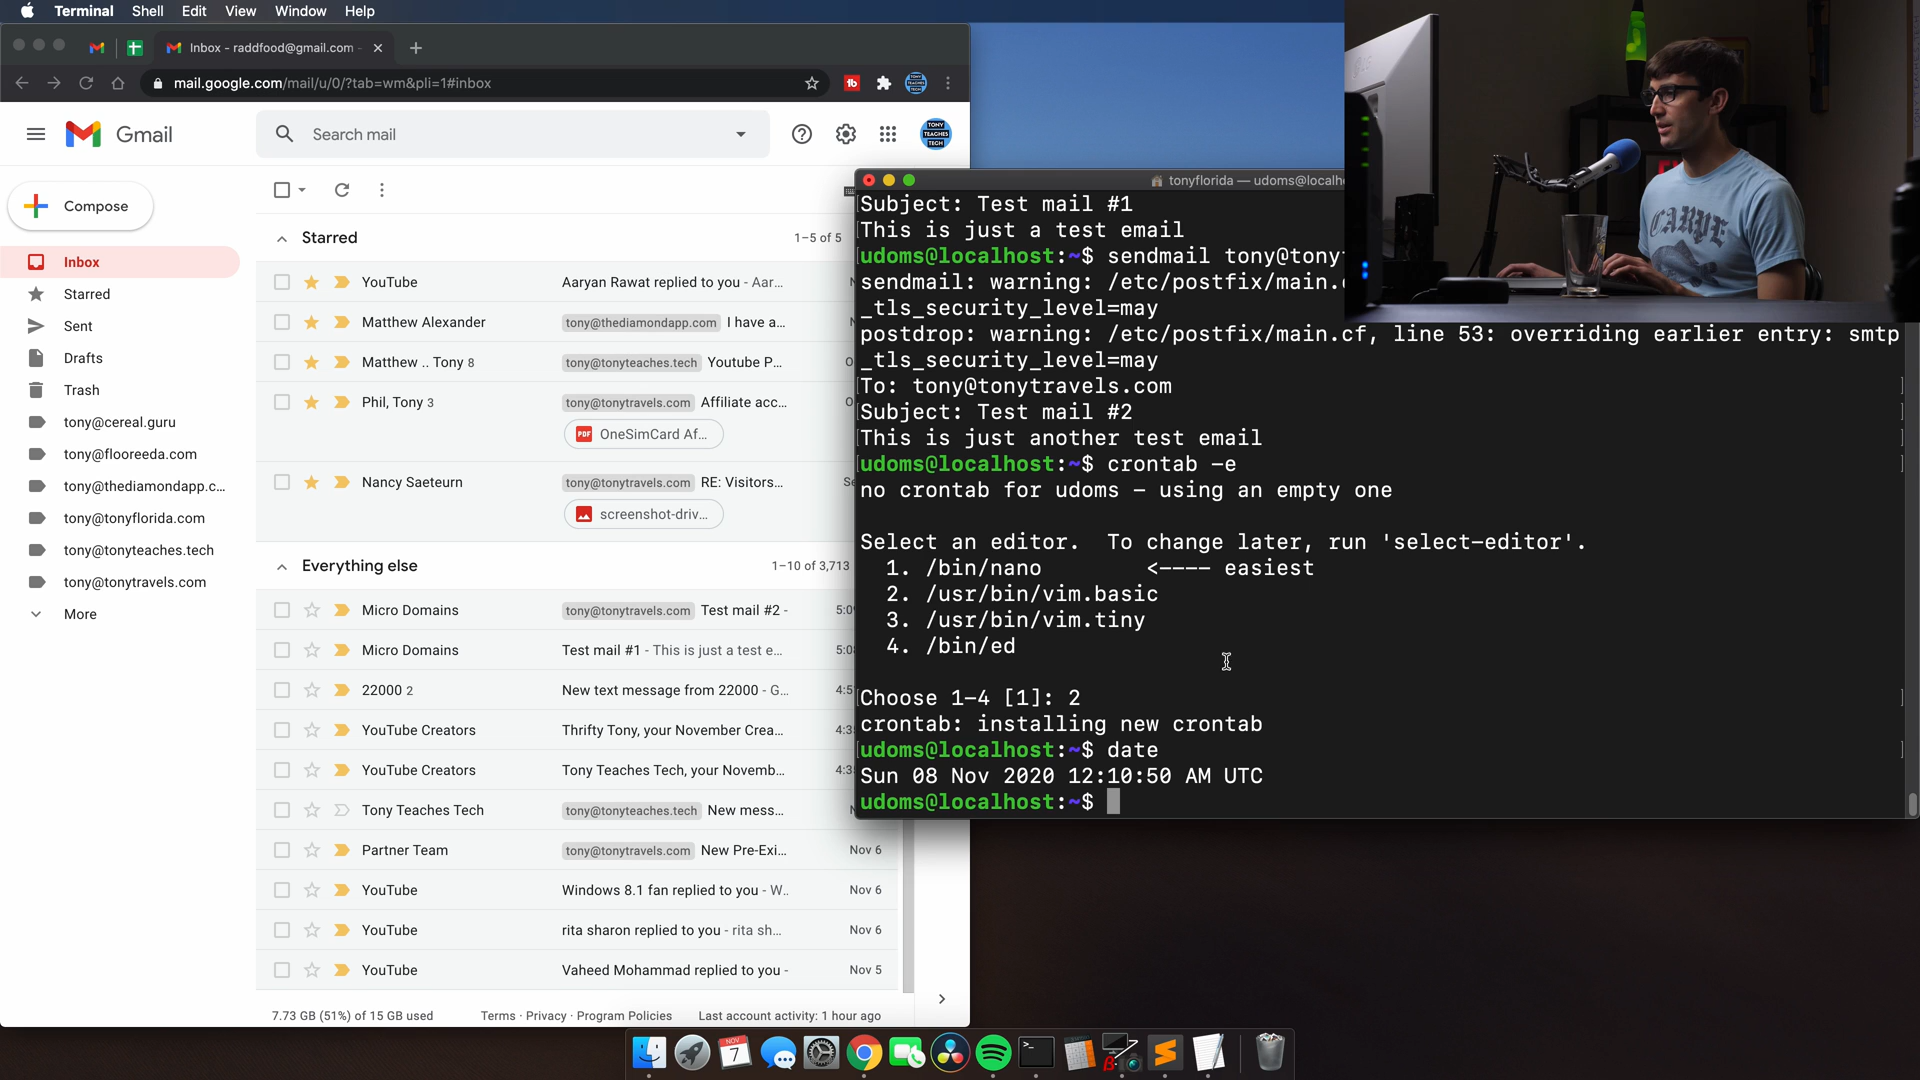 Terminal Shell Edit View Window Help
Inbox - raddfood@gmail.com -
mail.google.com/mail/u/0/?tab=wm&pli=1#inbox
Gmail
Search mail
TONY TEACHES TECH
Compose
Inbox
Starred
Sent
Drafts
Trash
tony@cereal.guru
tony@flooreeda.com
tony@thediamondapp.c...
tony@tonyflorida.com
tony@tonyteaches.tech
tony@tonytravels.com
More
Starred 1–5 of 5
YouTube Aaryan Rawat replied to you - Aar...
Matthew Alexander tony@thediamondapp.com I have a...
Matthew .. Tony 8 tony@tonyteaches.tech Youtube P...
Phil, Tony 3 tony@tonytravels.com Affiliate acc...
PDF OneSimCard Af...
Nancy Saeteurn tony@tonytravels.com RE: Visitors...
screenshot-driv...
Everything else 1–10 of 3,713
Micro Domains tony@tonytravels.com Test mail #2 -
Micro Domains Test mail #1 - This is just a test e...
22000 2 New text message from 22000 - G...
YouTube Creators Thrifty Tony, your November Crea...
YouTube Creators Tony Teaches Tech, your Novemb...
Tony Teaches Tech tony@tonyteaches.tech New mess...
Partner Team tony@tonytravels.com New Pre-Exi... Nov 6
YouTube Windows 8.1 fan replied to you - W.. Nov 6
YouTube rita sharon replied to you - rita sh... Nov 6
YouTube Vaheed Mohammad replied to you - Nov 5
7.73 GB (51%) of 15 GB used Terms · Privacy · Program Policies Last account activity: 1 hour ago
tonyflorida — udoms@localh
Subject: Test mail #1
This is just a test email
udoms@localhost:~$ sendmail tony@tony
sendmail: warning: /etc/postfix/main.
_tls_security_level=may
postdrop: warning: /etc/postfix/main.cf, line 53: overriding earlier entry: smtp
_tls_security_level=may
To: tony@tonytravels.com
Subject: Test mail #2
This is just another test email
udoms@localhost:~$ crontab -e
no crontab for udoms - using an empty one
Select an editor.  To change later, run 'select-editor'.
1. /bin/nano        <---- easiest
2. /usr/bin/vim.basic
3. /usr/bin/vim.tiny
4. /bin/ed
Choose 1-4 [1]: 2
crontab: installing new crontab
udoms@localhost:~$ date
Sun 08 Nov 2020 12:10:50 AM UTC
udoms@localhost:~$
CARPE
NOV
7